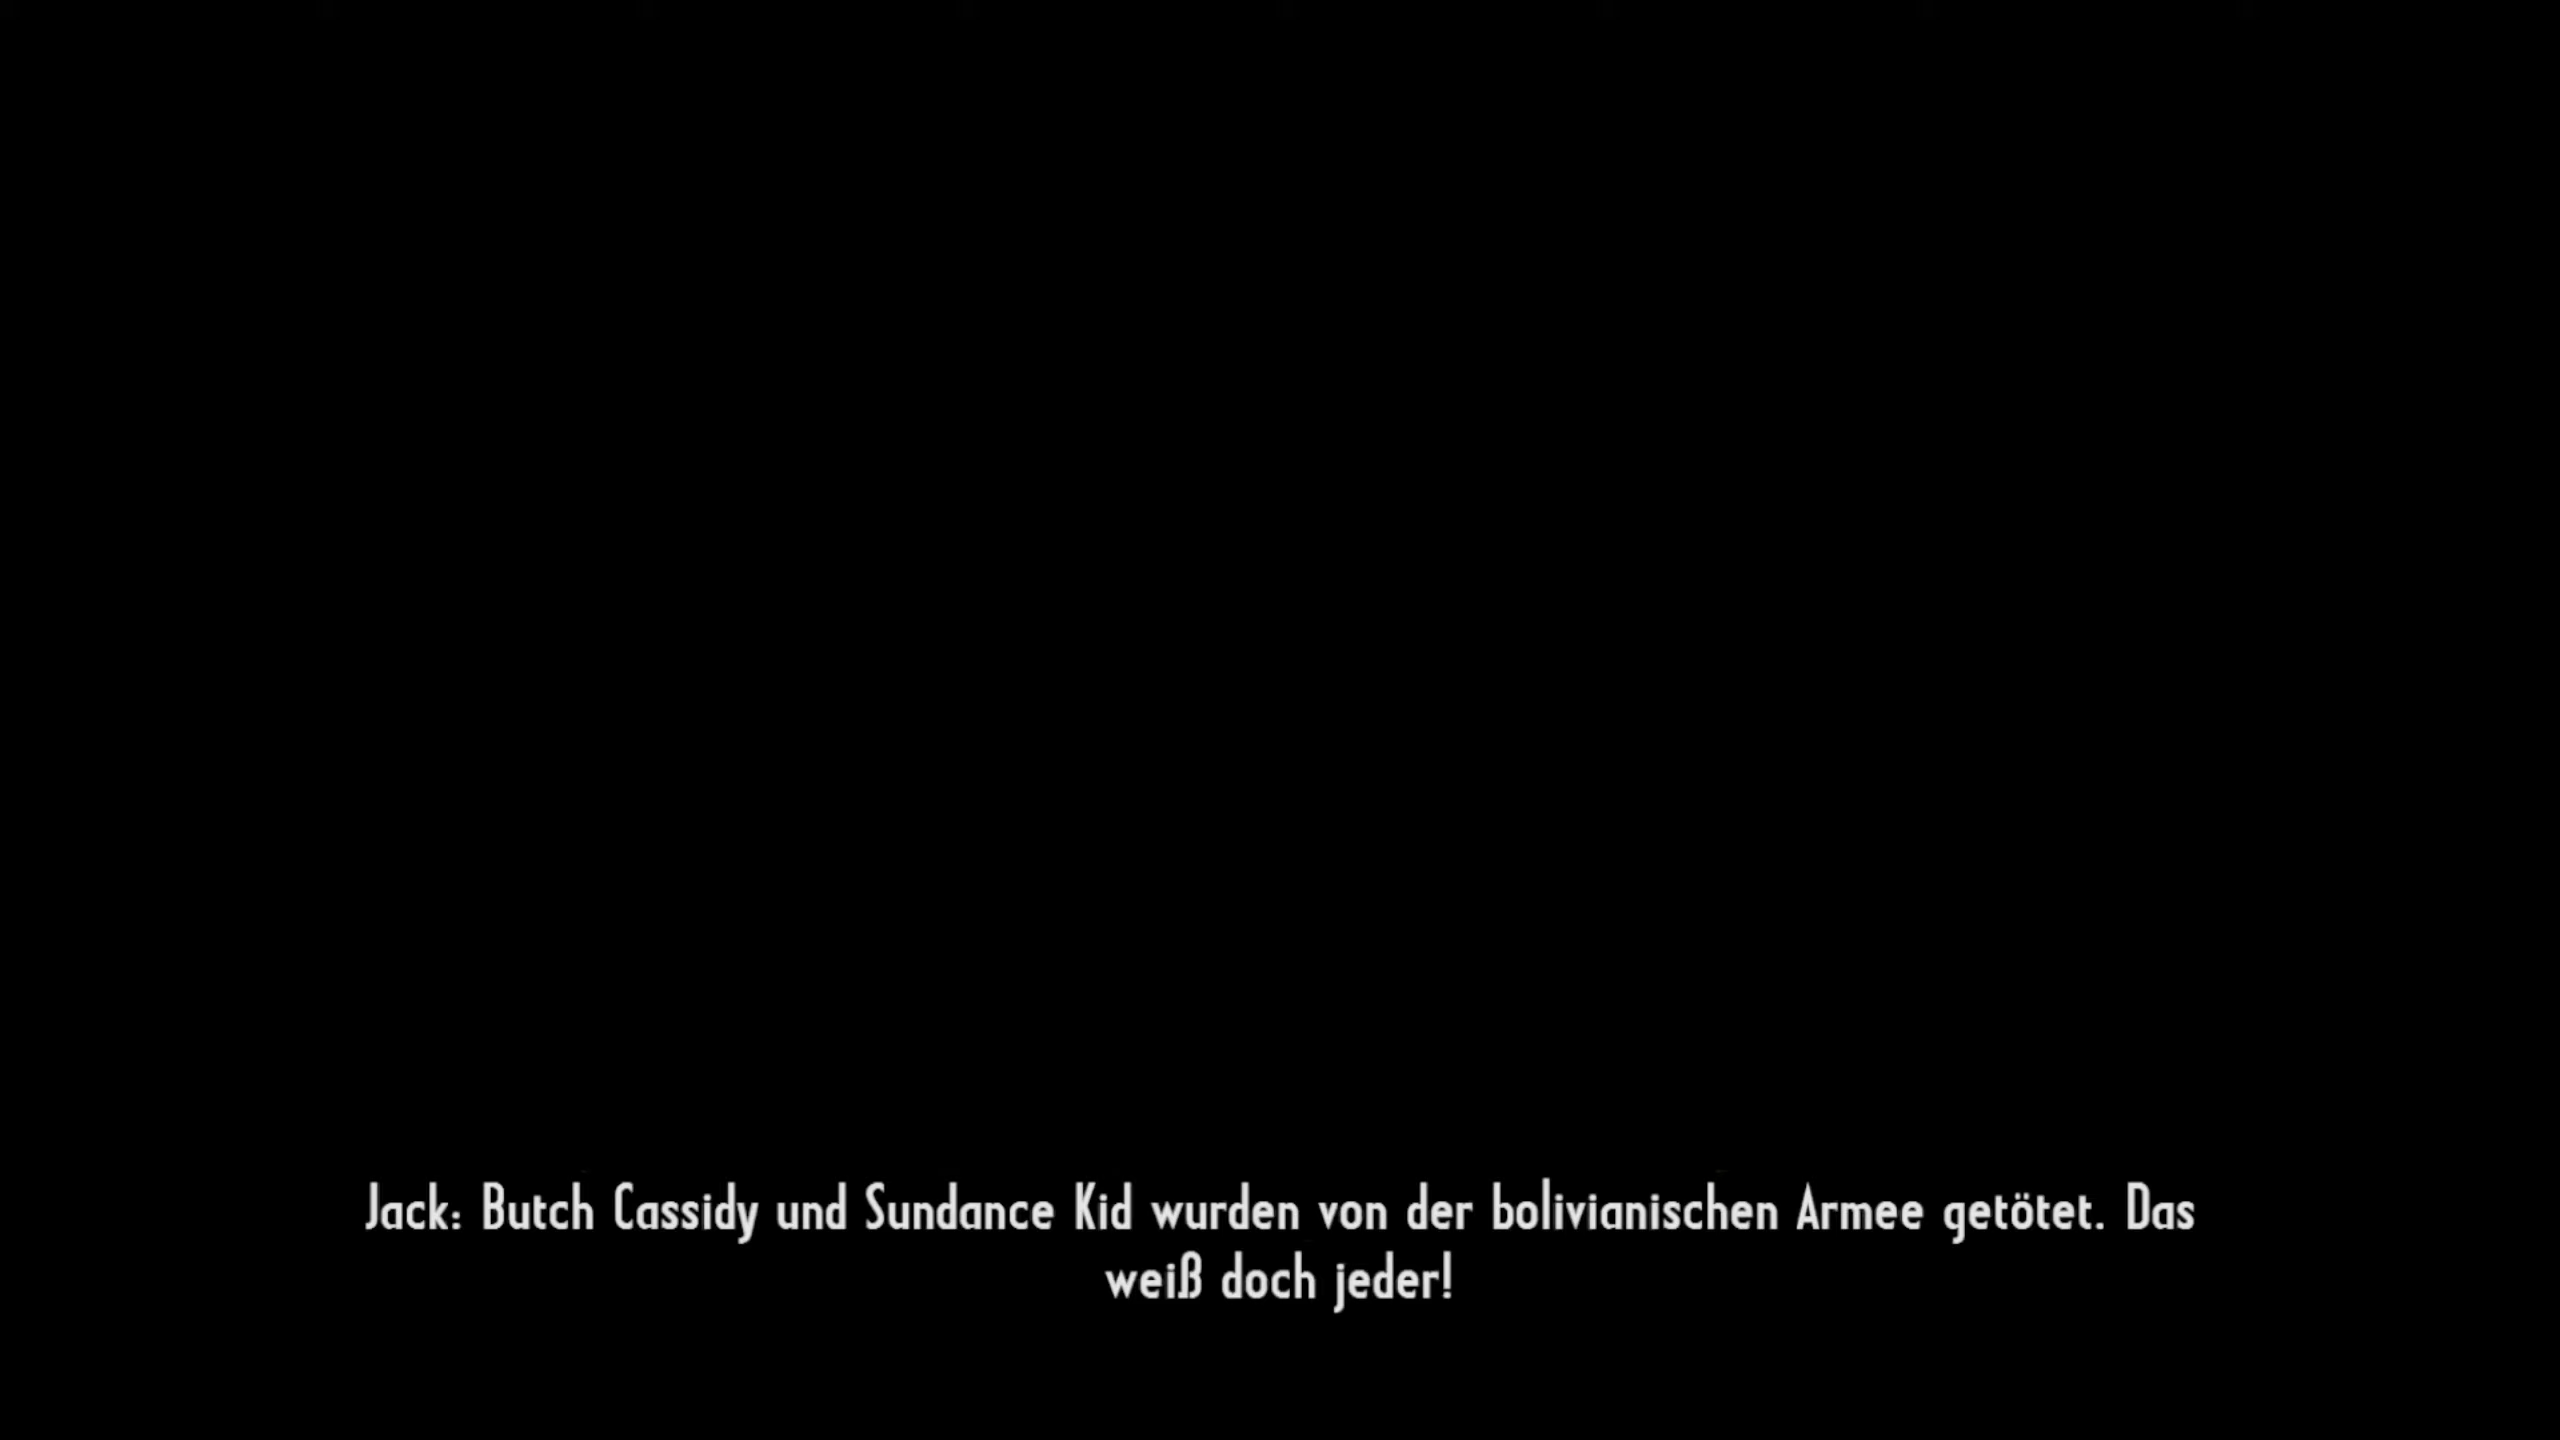 Jack: Butch Cassidy und Sundance Kid wurden von der bolivianischen Armee getötet. Das
weiß doch jeder!